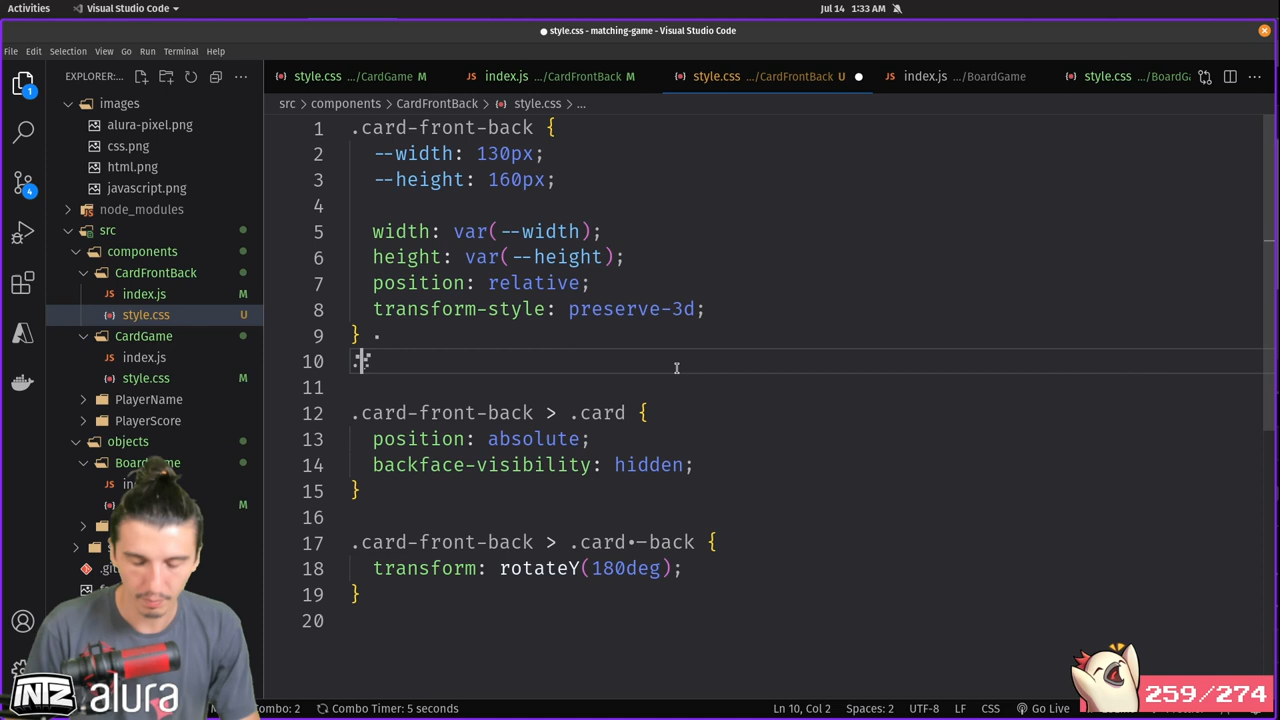 Activities
Visual Studio Code
Jul 14 1:33 AM
● style.css - matching-game - Visual Studio Code
File Edit Selection View Go Run Terminal Help
EXPLORER:...
style.css .../CardGame M
index.js .../CardFrontBack M
style.css .../CardFrontBack U
index.js .../BoardGame
style.css .../BoardGa
src > components > CardFrontBack > style.css > ...
images
alura-pixel.png
css.png
html.png
javascript.png
node_modules
src
components
CardFrontBack
index.js M
style.css U
CardGame
index.js
style.css M
PlayerName
PlayerScore
objects
M
1
4
1 .card-front-back {
2 --width: 130px;
3 --height: 160px;
4
5 width: var(--width);
6 height: var(--height);
7 position: relative;
8 transform-style: preserve-3d;
9 } .
10 .
11
12 .card-front-back > .card {
13 position: absolute;
14 backface-visibility: hidden;
15 }
16
17 .card-front-back > .card•-back {
18 transform: rotateY(180deg);
19 }
20
NTZ alura
259/274
ombo: 2
Combo Timer: 5 seconds
Ln 10, Col 2
Spaces: 2
UTF-8
LF
CSS
Go Live